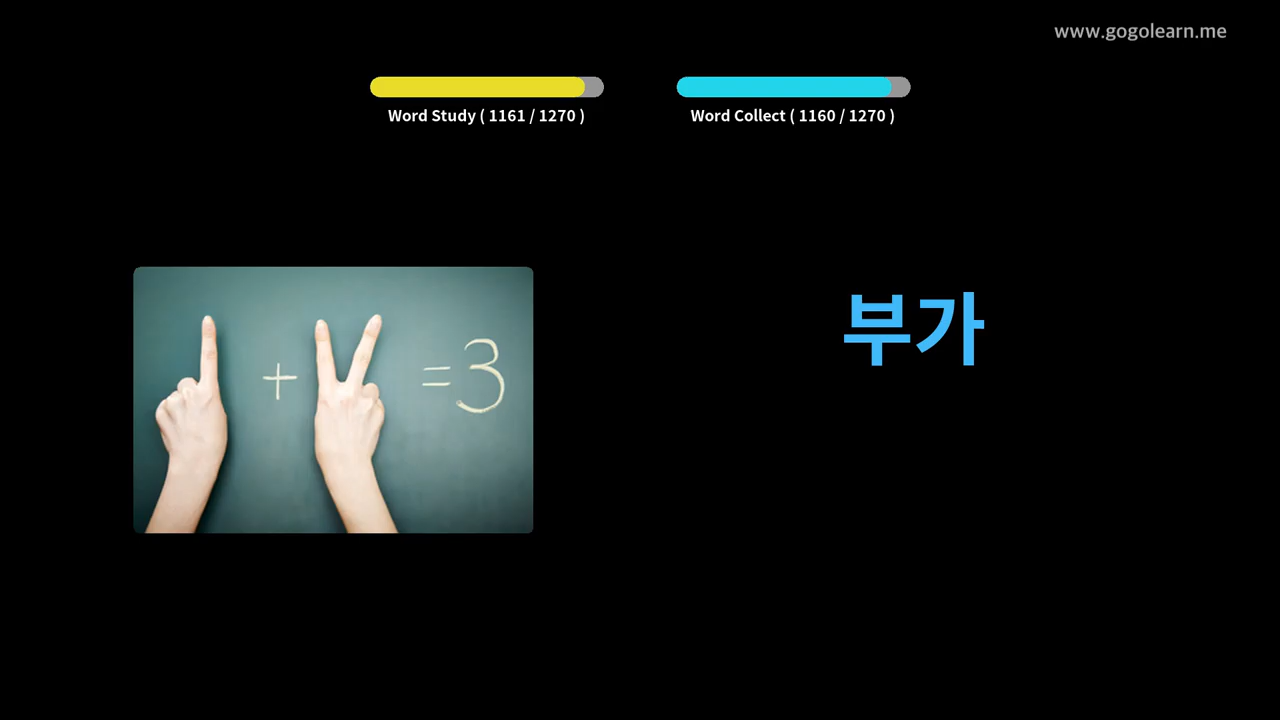 www.gogolearn.me
Word Study ( 1161 / 1270 )
Word Collect ( 1160 / 1270 )
+ = 3
부가